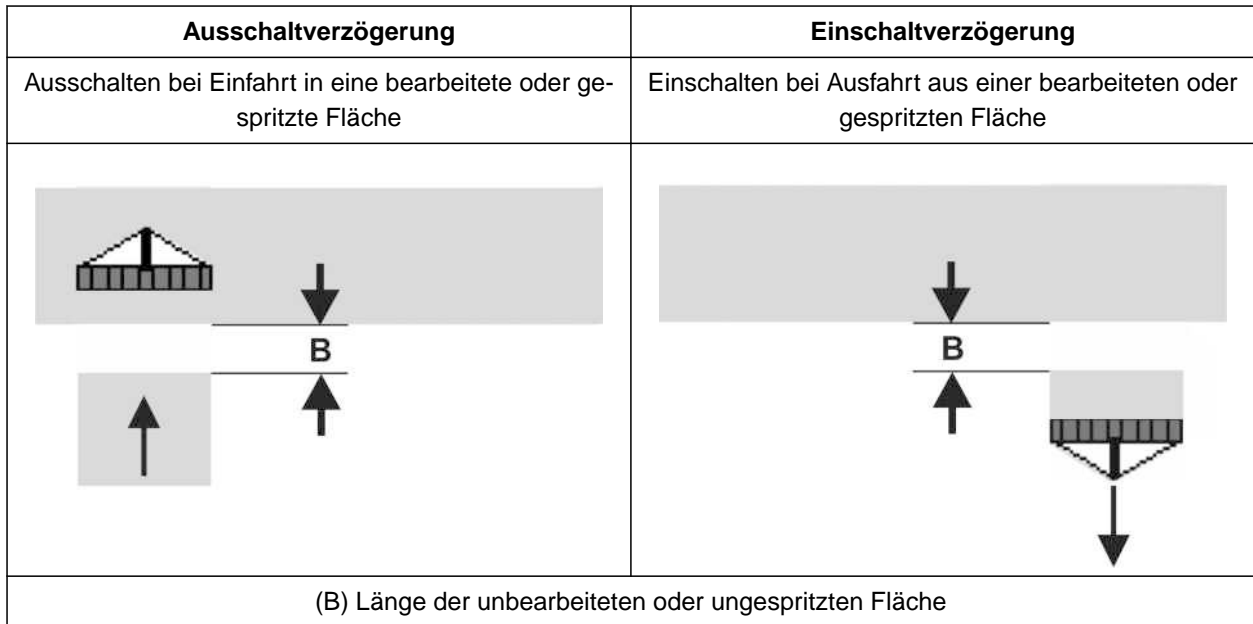 Ausschaltverzögerung
Einschaltverzögerung
Ausschalten bei Einfahrt in eine bearbeitete oder ge-
spritzte Fläche
Einschalten bei Ausfahrt aus einer bearbeiteten oder
gespritzten Fläche
B
B
(B) Länge der unbearbeiteten oder ungespritzten Fläche